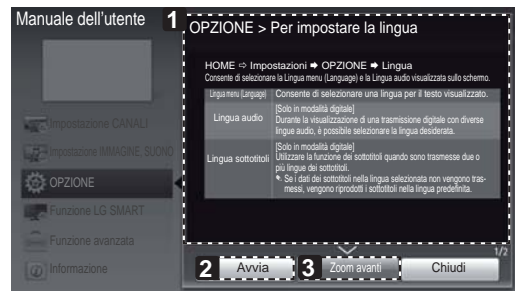 Manuale dell'utente
1
OPZIONE > Per impostare la lingua
HOME ⇨ Impostazioni ➡ OPZIONE ➡ Lingua
Consente di selezionare la Lingua menu (Language) e la Lingua audio visualizzata sullo schermo.
Lingua menu (Language) Consente di selezionare una lingua per il testo visualizzato.
Lingua audio
[Solo in modalità digitale]
Durante la visualizzazione di una trasmissione digitale con diverse
lingue audio, è possibile selezionare la lingua desiderata.
Lingua sottotitoli
[Solo in modalità digitale]
Utilizzare la funzione dei sottotitoli quando sono trasmesse due o
più lingue dei sottotitoli.
Se i dati dei sottotitoli nella lingua selezionata non vengono tras-
messi, vengono riprodotti i sottotitoli nella lingua predefinita.
Impostazione CANALI
Impostazione IMMAGINE, SUONO
OPZIONE
Funzione LG SMART
Funzione avanzata
Informazione
1/2
2 Avvia 3 Zoom avanti Chiudi